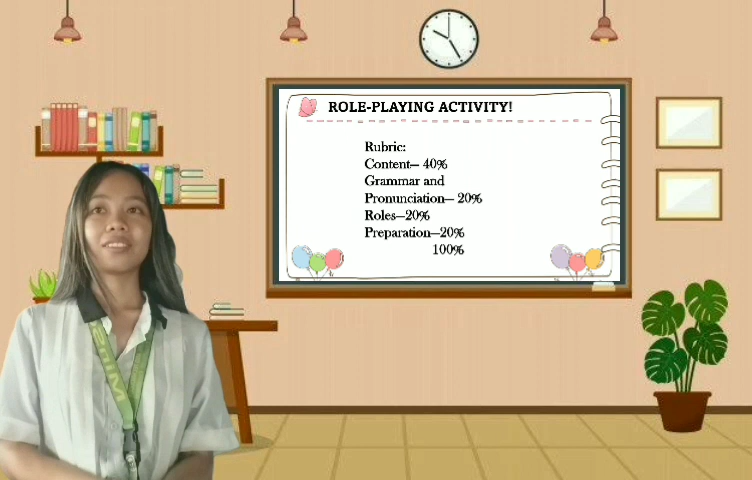 ROLE-PLAYING ACTIVITY!
Rubric:
Content— 40%
Grammar and
Pronunciation— 20%
Roles—20%
Preparation—20%
100%